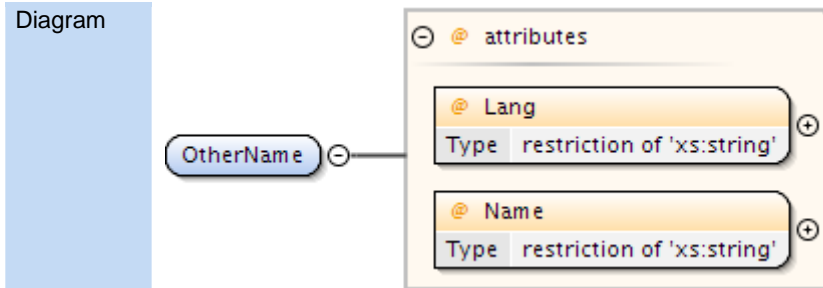 Diagram
@ attributes
@ Lang
Type restriction of 'xs:string'
OtherName
@ Name
Type restriction of 'xs:string'